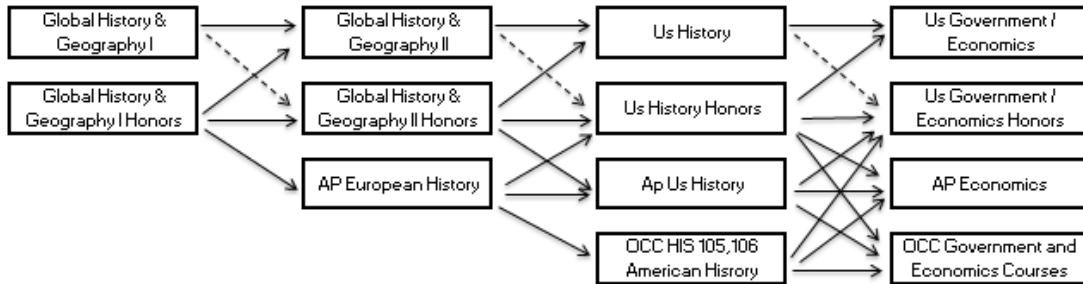 Global History &
Geography I
Global History &
Geography II
Us History
Us Government /
Economics
Global History &
Geography I Honors
Global History &
Geography II Honors
Us History Honors
Us Government /
Economics Honors
AP European History
Ap Us History
AP Economics
OCC HIS 105,106
American Hisrory
OCC Government and
Economics Courses